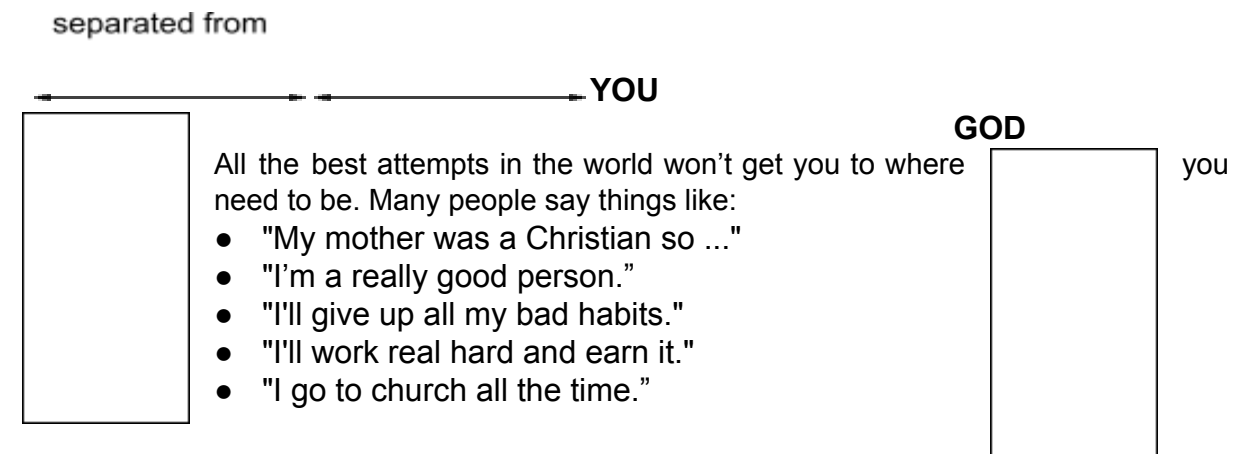 separated from
YOU
GOD
All the best attempts in the world won’t get you to where you
need to be. Many people say things like:
● "My mother was a Christian so ..."
● "I’m a really good person.”
● "I'll give up all my bad habits."
● "I'll work real hard and earn it."
● "I go to church all the time.”